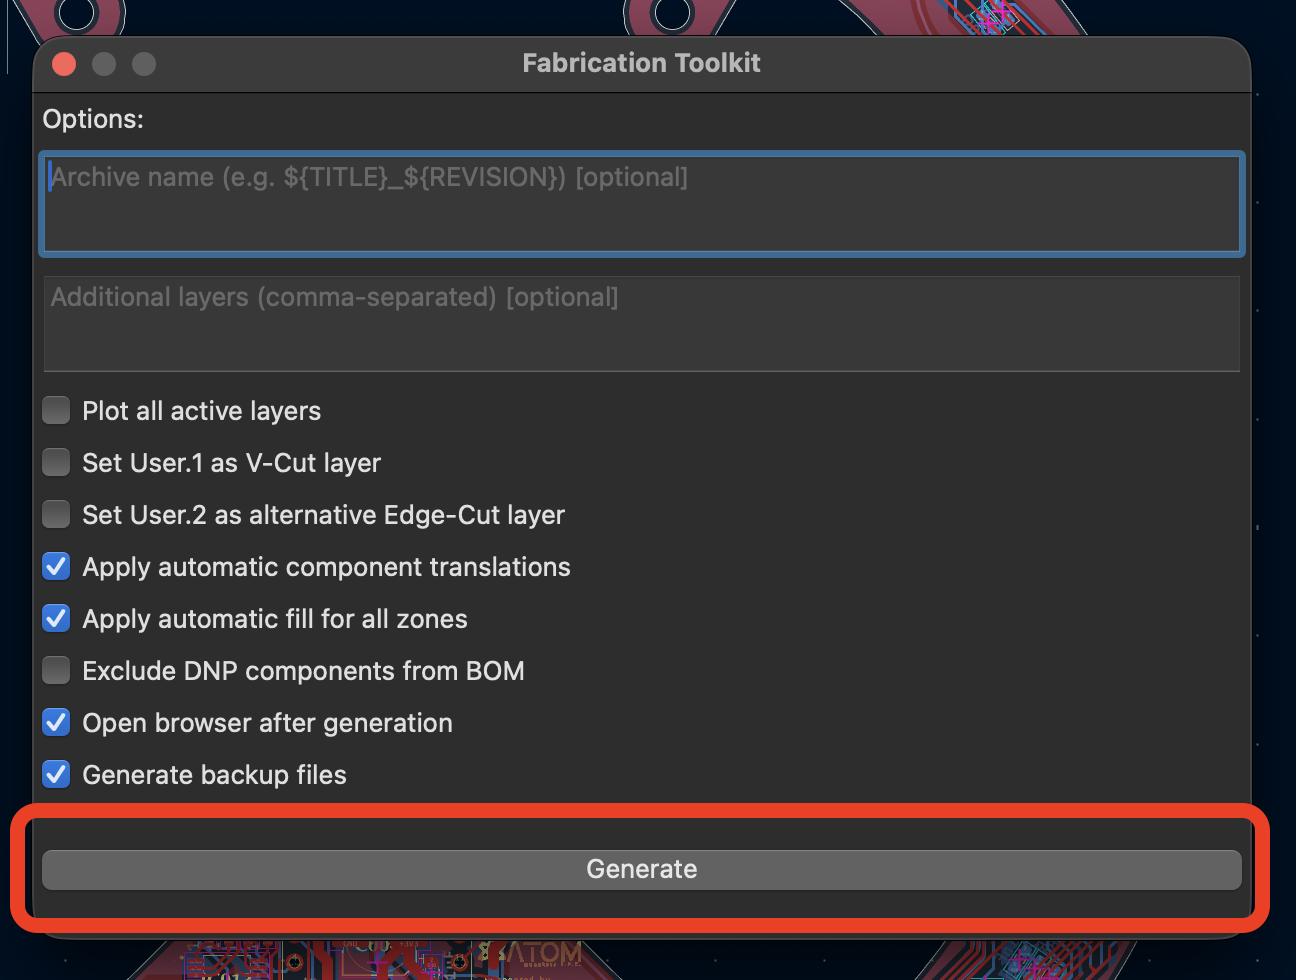 Fabrication Toolkit
Options:
Archive name (e.g. ${TITLE}_${REVISION}) [optional]
Additional layers (comma-separated) [optional]
Plot all active layers
Set User.1 as V-Cut layer
Set User.2 as alternative Edge-Cut layer
Apply automatic component translations
Apply automatic fill for all zones
Exclude DNP components from BOM
Open browser after generation
Generate backup files
Generate
ATOM